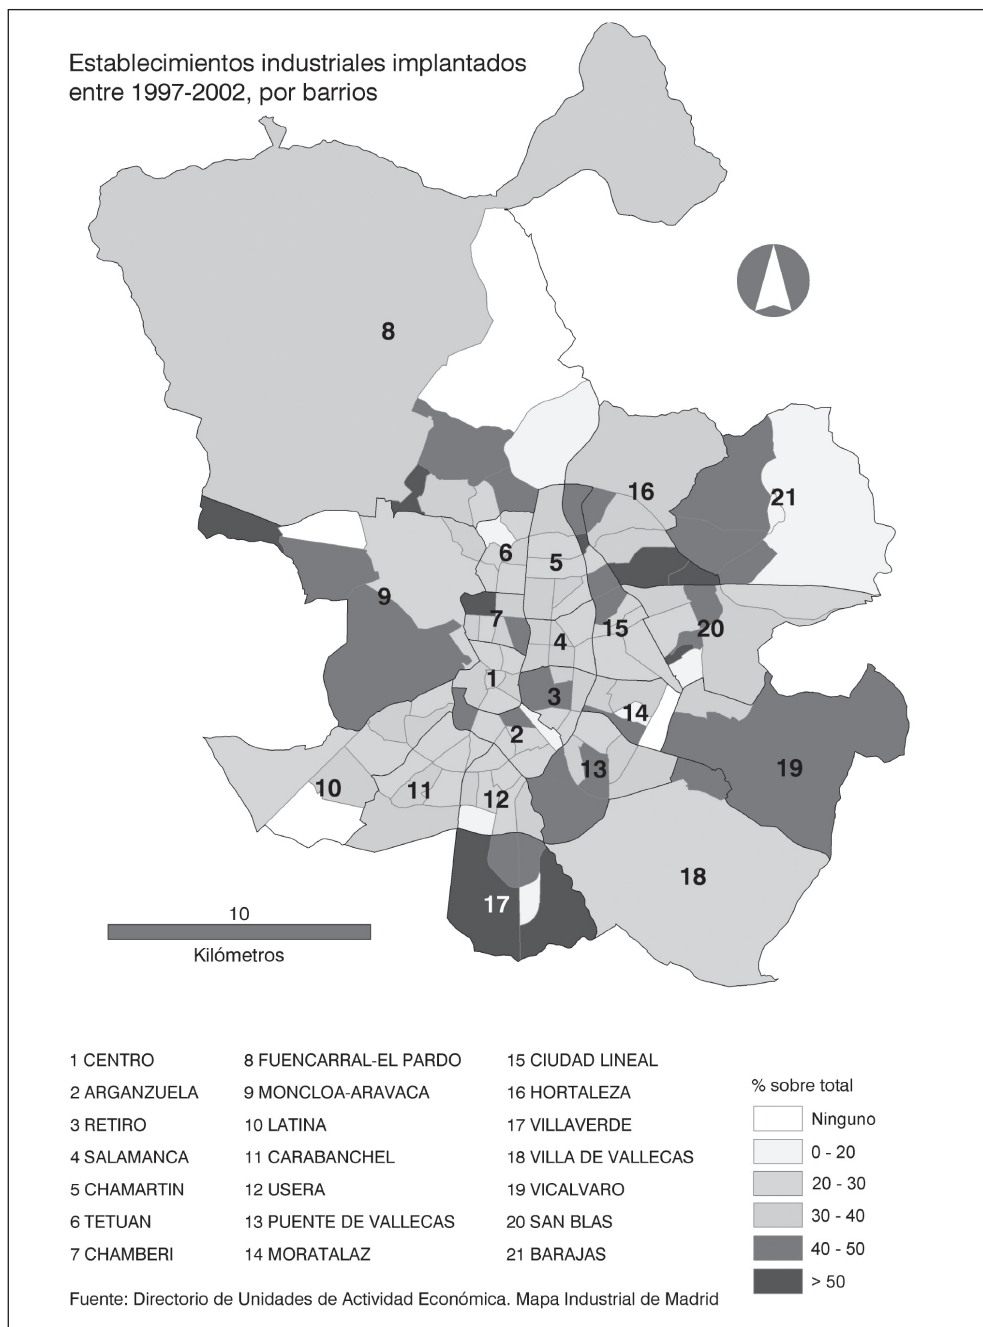 Establecimientos industriales implantados
entre 1997-2002, por barrios
8
16
21
6
5
9
7
15
20
4
1
3
14
2
13
19
10
11
12
18
17
10
Kilómetros
1 CENTRO
2 ARGANZUELA
3 RETIRO
4 SALAMANCA
5 CHAMARTIN
6 TETUAN
7 CHAMBERI
8 FUENCARRAL-EL PARDO
9 MONCLOA-ARAVACA
10 LATINA
11 CARABANCHEL
12 USERA
13 PUENTE DE VALLECAS
14 MORATALAZ
15 CIUDAD LINEAL
16 HORTALEZA
17 VILLAVERDE
18 VILLA DE VALLECAS
19 VICALVARO
20 SAN BLAS
21 BARAJAS
% sobre total
Ninguno
0 - 20
20 - 30
30 - 40
40 - 50
> 50
Fuente: Directorio de Unidades de Actividad Económica. Mapa Industrial de Madrid